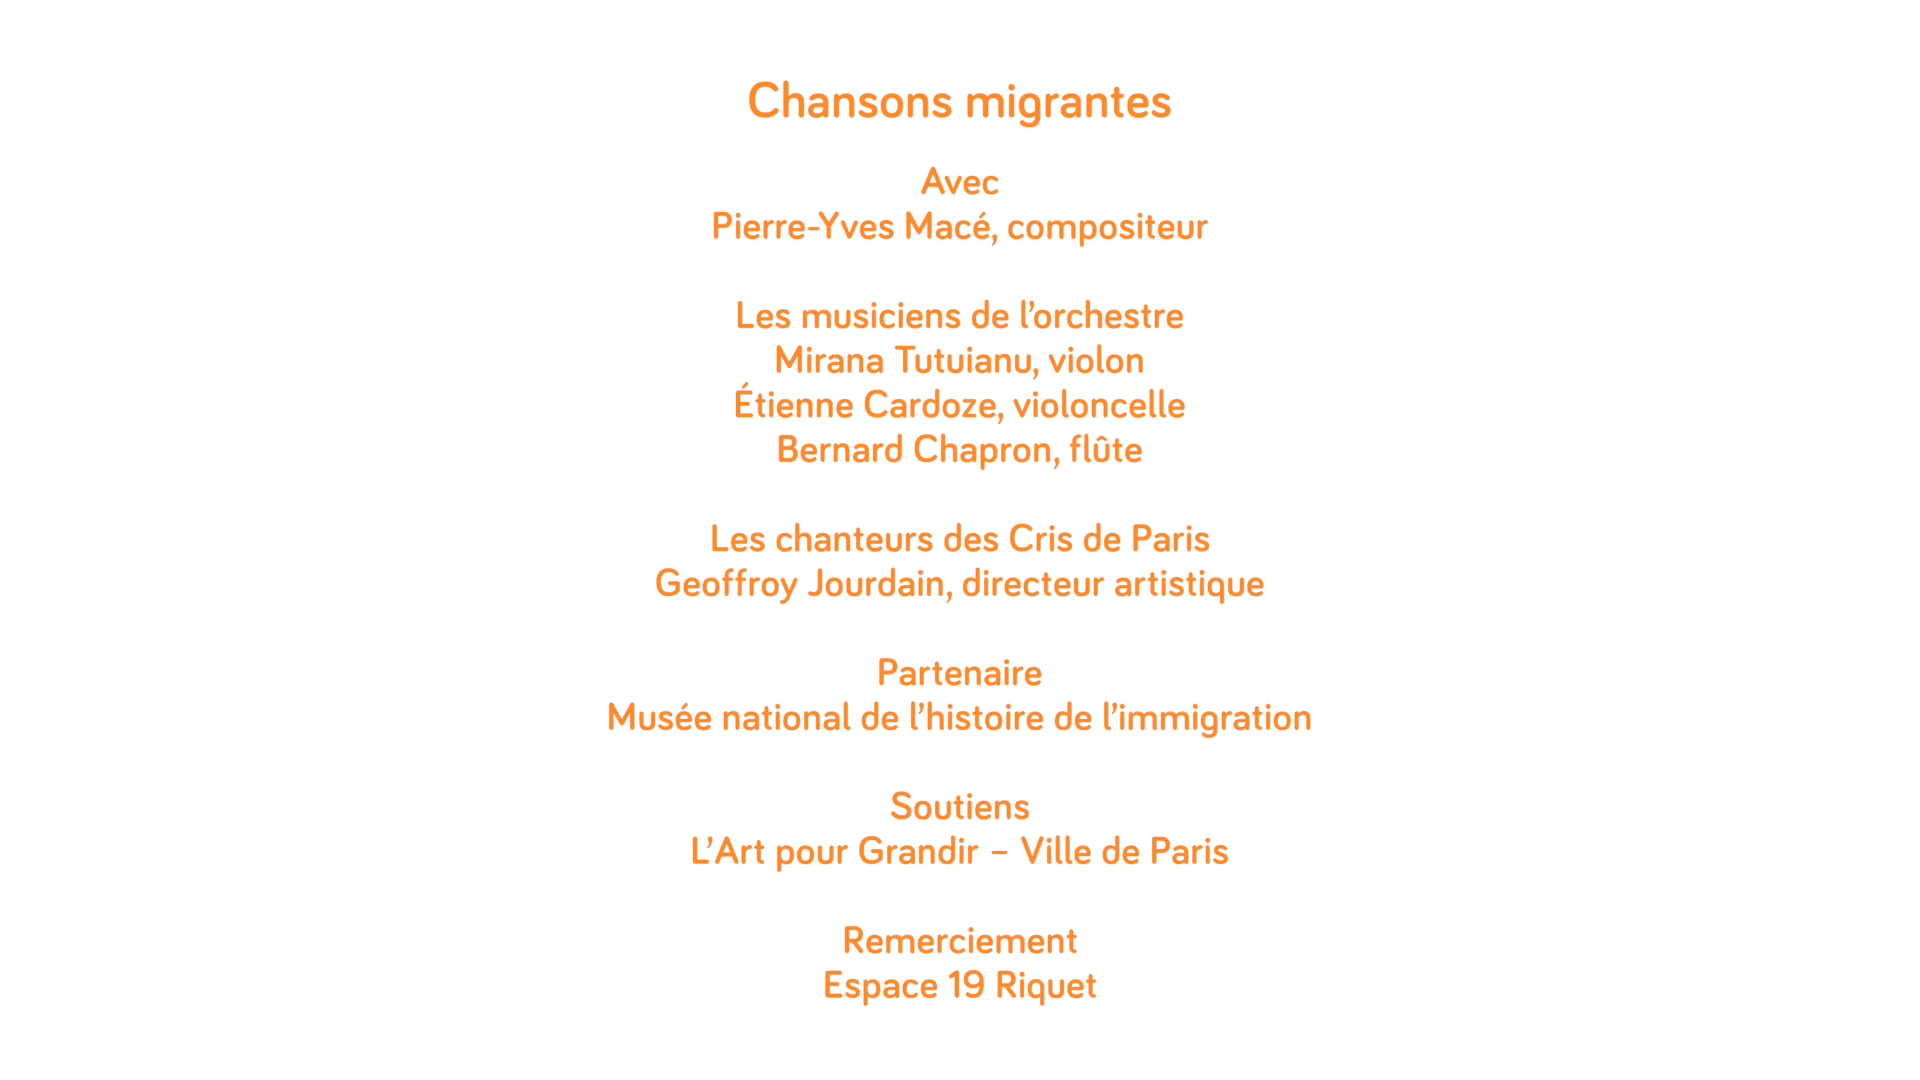 Chansons migrantes
Avec
Pierre-Yves Macé, compositeur
Les musiciens de l’orchestre
Mirana Tutuianu, violon
Étienne Cardoze, violoncelle
Bernard Chapron, flûte
Les chanteurs des Cris de Paris
Geoffroy Jourdain, directeur artistique
Partenaire
Musée national de l’histoire de l’immigration
Soutiens
L’Art pour Grandir – Ville de Paris
Remerciement
Espace 19 Riquet